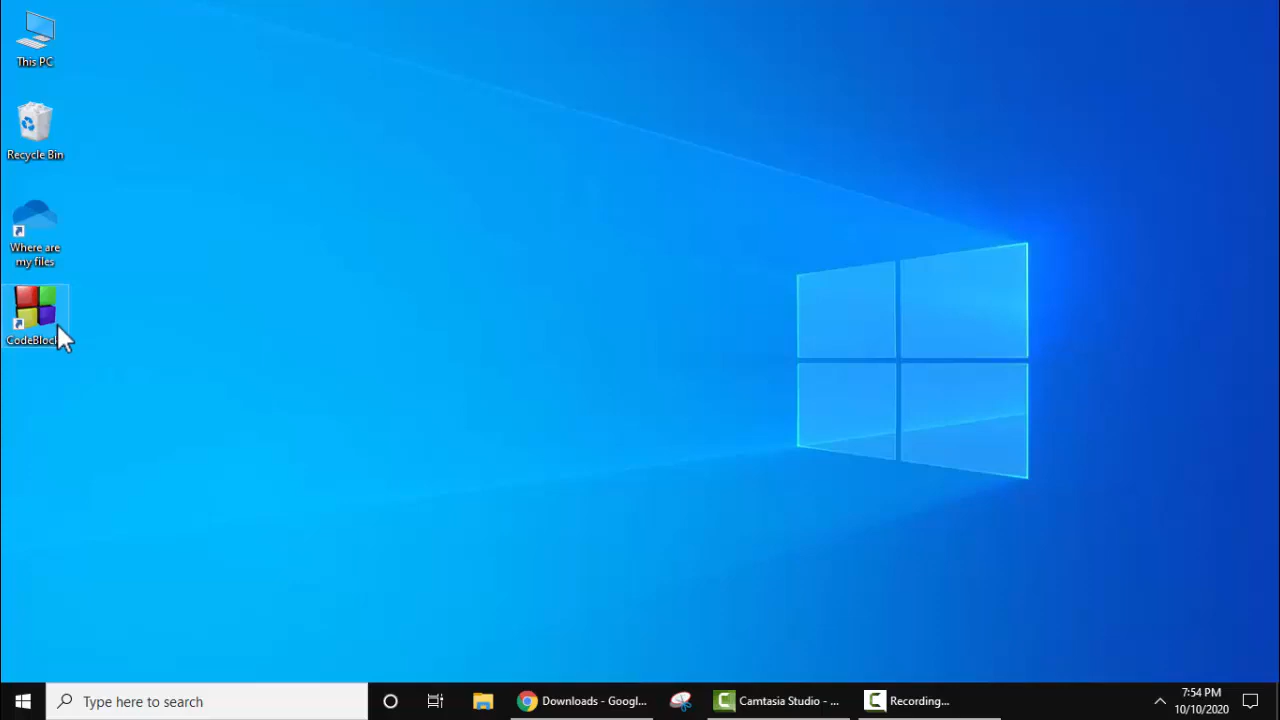 This PC
Recycle Bin
Where are
my files
Type here to search
Downloads - Googl...
Camtasia Studio - ...
Recording...
7:54 PM
10/10/2020